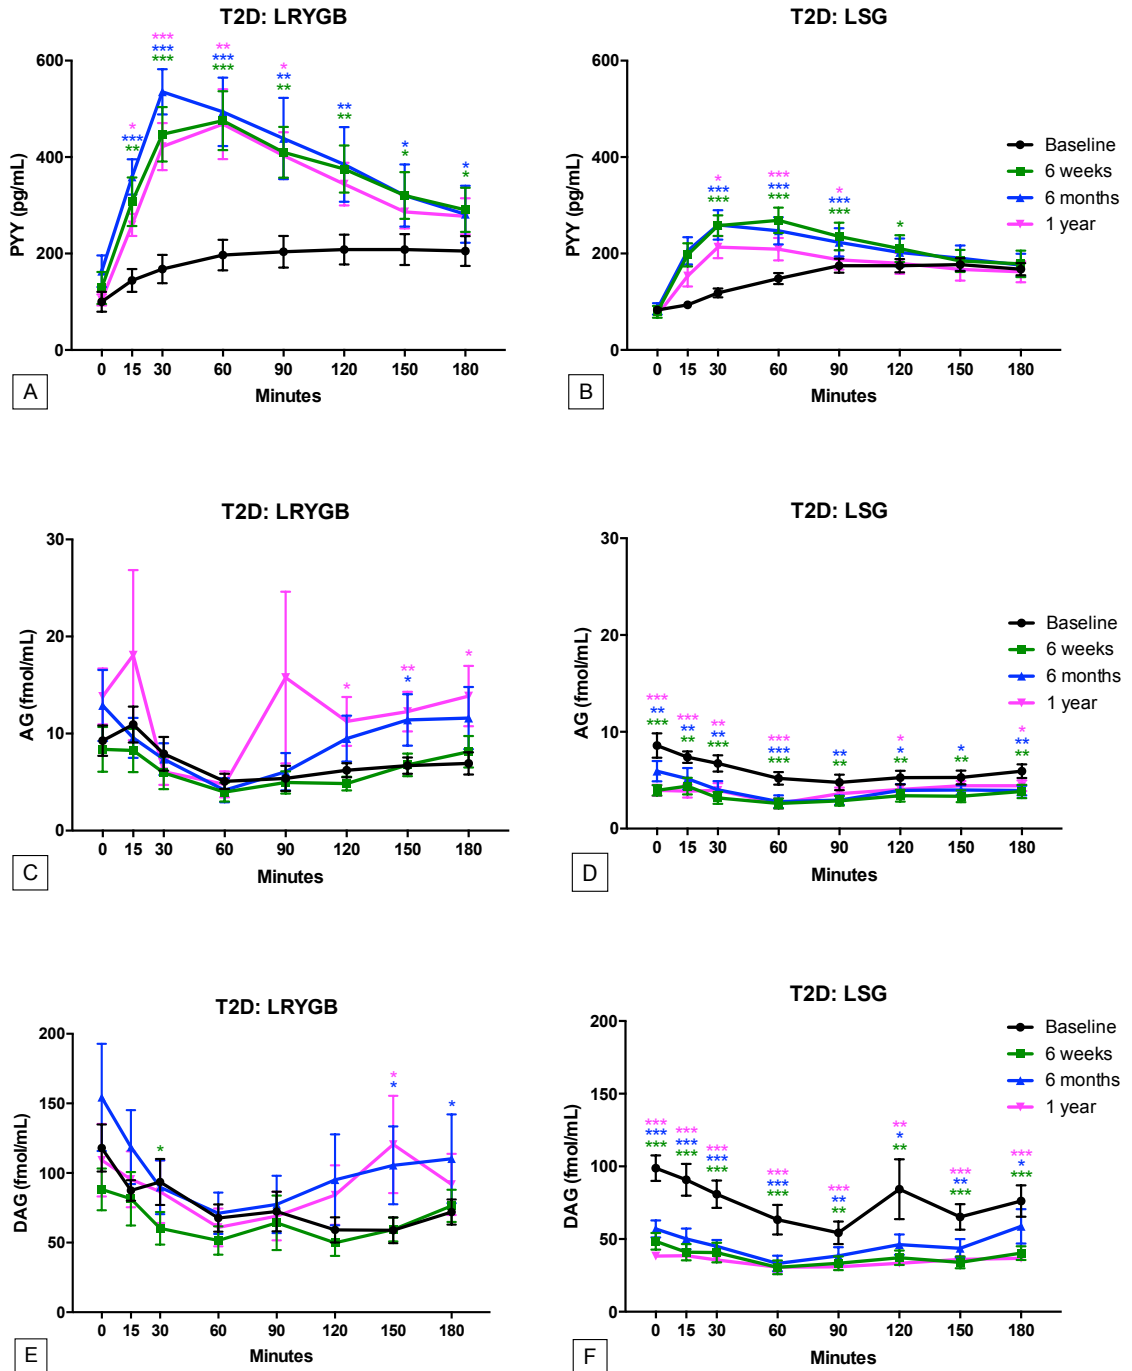 T2D: LRYGB
***
***
***
**
***
***
*
**
**
*
***
**
**
**
*
*
*
*
600
400
200
0
PYY (pg/mL)
0 15 30 60 90 120 150 180
Minutes
A
T2D: LSG
*
***
***
***
***
***
*
***
***
*
600
400
200
0
PYY (pg/mL)
0 15 30 60 90 120 150 180
Minutes
B
Baseline
6 weeks
6 months
1 year
T2D: LRYGB
*
**
*
*
30
20
10
0
AG (fmol/mL)
0 15 30 60 90 120 150 180
Minutes
C
T2D: LSG
***
**
***
***
**
**
**
**
***
***
***
***
**
**
*
*
**
*
**
*
**
**
30
20
10
0
AG (fmol/mL)
0 15 30 60 90 120 150 180
Minutes
D
Baseline
6 weeks
6 months
1 year
T2D: LRYGB
*
*
*
*
200
150
100
50
0
DAG (fmol/mL)
0 15 30 60 90 120 150 180
Minutes
E
T2D: LSG
***
***
***
***
***
***
***
***
***
***
***
***
***
**
**
**
*
**
***
**
***
***
*
***
200
150
100
50
0
DAG (fmol/mL)
0 15 30 60 90 120 150 180
Minutes
F
Baseline
6 weeks
6 months
1 year